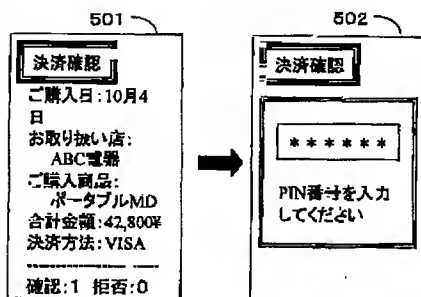 501
決済確認
ご購入日:10月4
日
お取り扱い店:
ABC電器
ご購入商品:
ポータブルMD
合計金額:42,800¥
決済方法:VISA
確認:1 拒否:0
502
決済確認
******
PIN番号を入力
してください